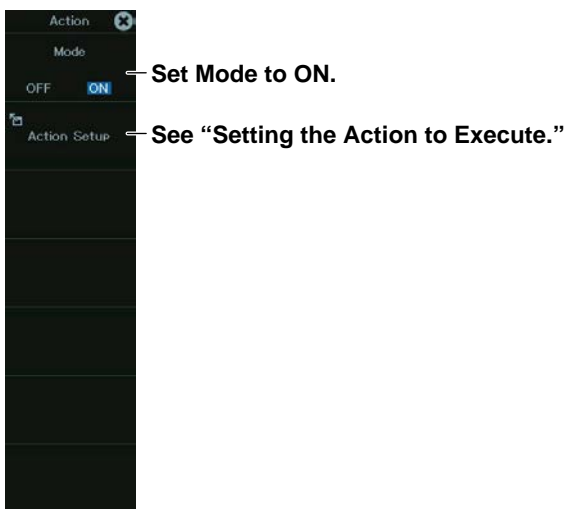 Action
Mode
OFF ON
Set Mode to ON.
Action Setup
See “Setting the Action to Execute.”